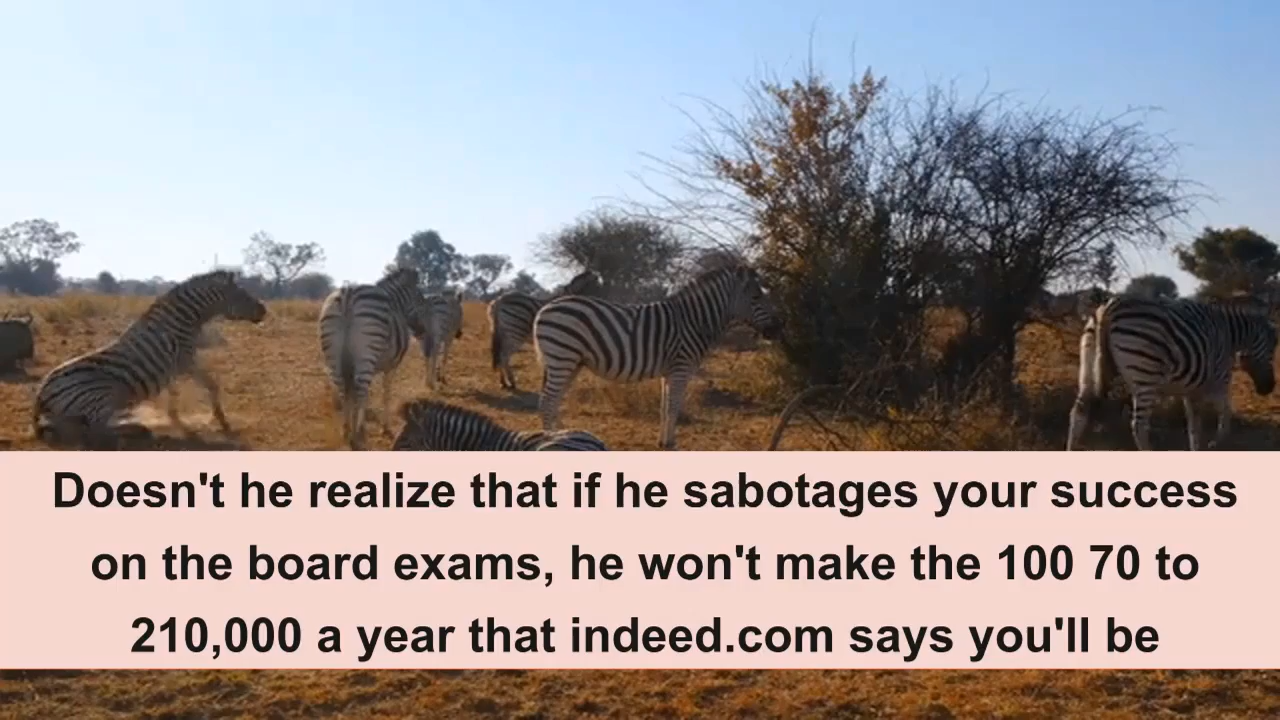 Doesn't he realize that if he sabotages your success
on the board exams, he won't make the 100 70 to
210,000 a year that indeed.com says you'll be